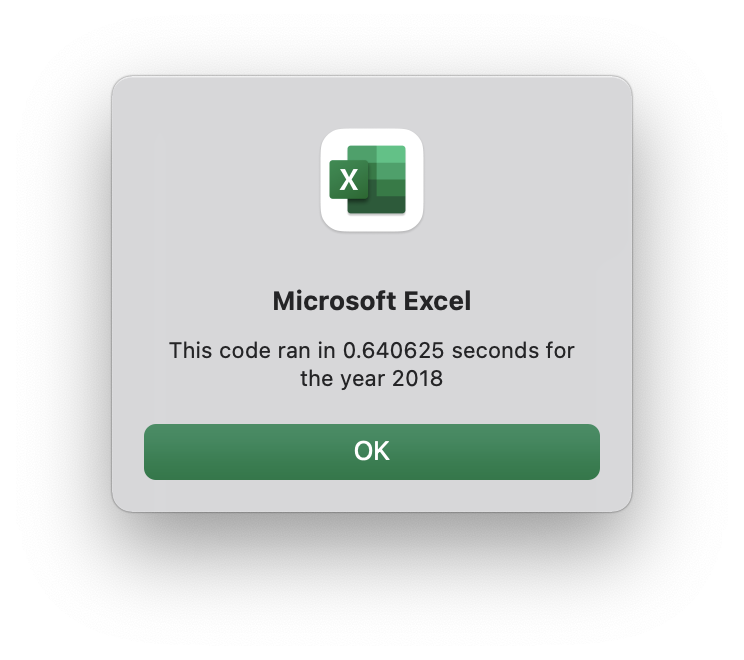 X
Microsoft Excel
This code ran in 0.640625 seconds for
the year 2018
OK